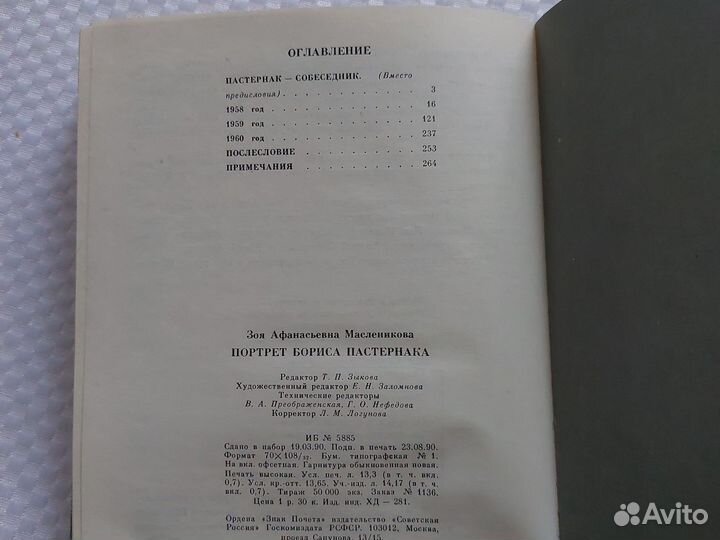 ОГЛАВЛЕНИЕ
ПАСТЕРНАК — СОБЕСЕДНИК. (Вместо
предисловия) . . . . . . . . . . . . 3
1958 год . . . . . . . . . . . . 16
1959 год . . . . . . . . . . . . 121
1960 год . . . . . . . . . . . . 237
ПОСЛЕСЛОВИЕ . . . . . . . . . 253
ПРИМЕЧАНИЯ . . . . . . . . . 264
Зоя Афанасьевна Масленикова
ПОРТРЕТ БОРИСА ПАСТЕРНАКА
Редактор Т. П. Зыкова
Художественный редактор Е. Н. Заломнова
Технические редакторы
В. А. Преображенская, Г. О. Нефедова
Корректор Л. М. Логунова
ИБ № 5885
Сдано в набор 19.03.90. Подп. в печать 23.08.90.
Формат 70×108/32. Бум. типографская № 1.
На вкл. офсетная. Гарнитура обыкновенная новая.
Печать высокая. Усл. печ. л. 13,3 (в т. ч. вкл.
0,7). Усл. кр.-отт. 13,65. Уч.-изд. л. 14,17 (в т. ч.
вкл. 0,7). Тираж 50 000 экз. Заказ № 1136.
Цена 1 р. 30 к. Изд. инд. ХД — 281.
Ордена «Знак Почета» издательство «Советская
Россия» Госкомиздата РСФСР. 103012, Москва,
проезд Сапунова, 13/15.
Avito